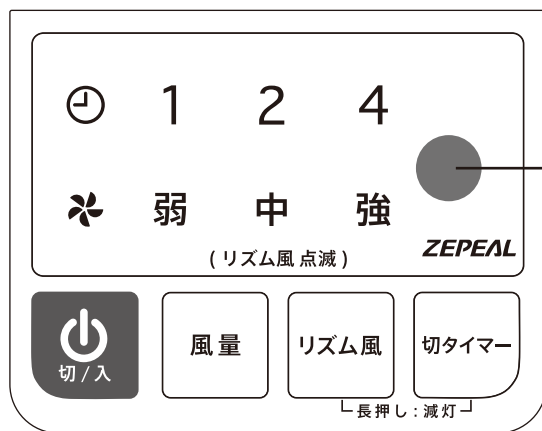 1 2 4
弱 中 強
(リズム風点滅)
ZEPEAL
切/入
風量
リズム風
切タイマー
長押し:減灯